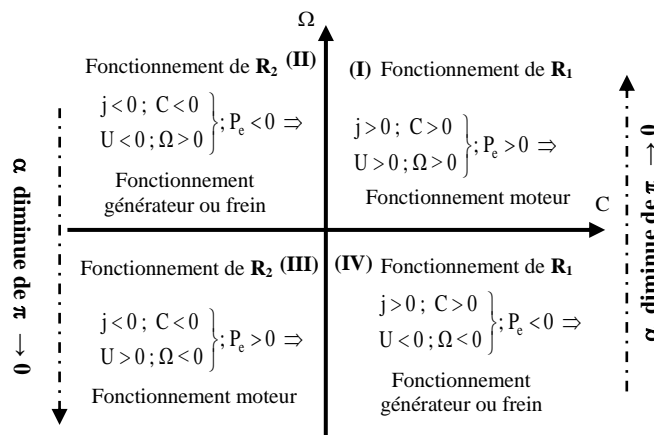 Ω
Fonctionnement de R₂ (II)
j<0 ; C<0
U<0 ; Ω>0
} ; Pₑ<0 ⇒
Fonctionnement
générateur ou frein
(I) Fonctionnement de R₁
j>0 ; C>0
U>0 ; Ω>0
} ; Pₑ>0 ⇒
Fonctionnement moteur
C
α diminue de π → 0
α diminue de π → 0
Fonctionnement de R₂ (III)
j<0 ; C<0
U>0 ; Ω<0
} ; Pₑ>0 ⇒
Fonctionnement moteur
(IV) Fonctionnement de R₁
j>0 ; C>0
U<0 ; Ω<0
} ; Pₑ<0 ⇒
Fonctionnement
générateur ou frein